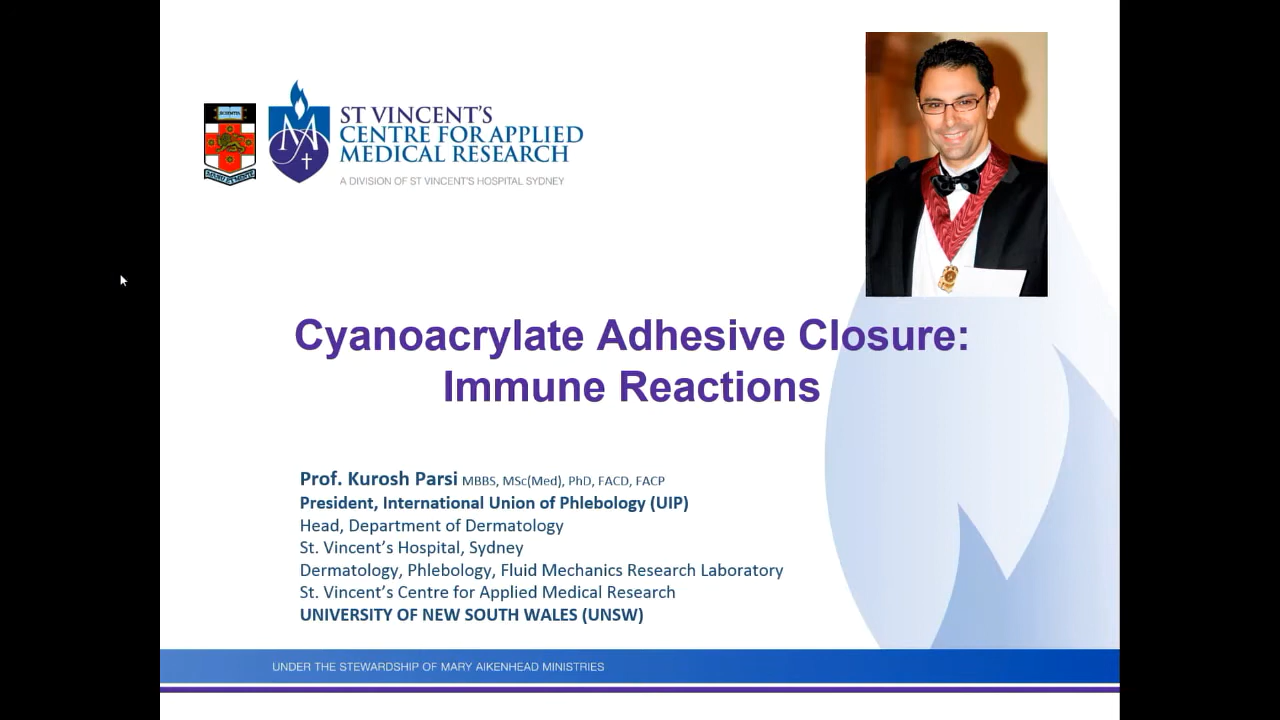 ST VINCENT'S
CENTRE FOR APPLIED
MEDICAL RESEARCH
A DIVISION OF ST VINCENT'S HOSPITAL SYDNEY
Cyanoacrylate Adhesive Closure:
Immune Reactions
Prof. Kurosh Parsi MBBS, MSc(Med), PhD, FACD, FACP
President, International Union of Phlebology (UIP)
Head, Department of Dermatology
St. Vincent’s Hospital, Sydney
Dermatology, Phlebology, Fluid Mechanics Research Laboratory
St. Vincent’s Centre for Applied Medical Research
UNIVERSITY OF NEW SOUTH WALES (UNSW)
UNDER THE STEWARDSHIP OF MARY AIKENHEAD MINISTRIES